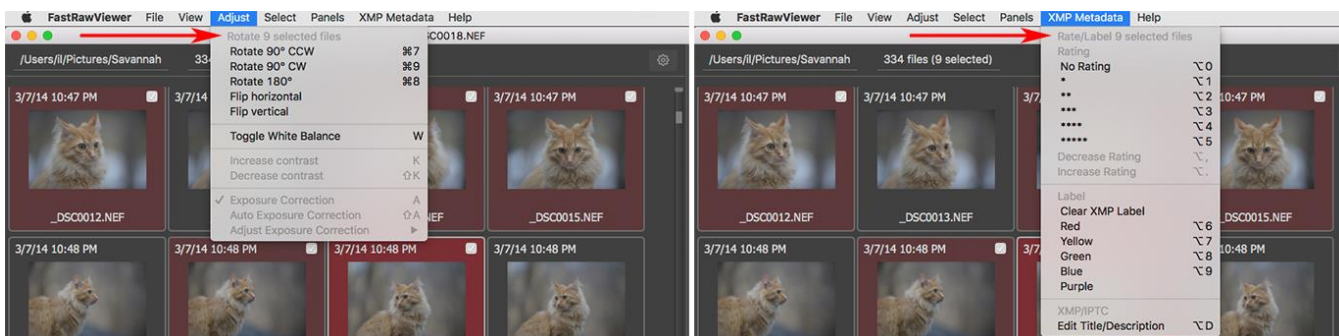 FastRawViewer File View Adjust Select Panels XMP Metadata Help
Rotate 9 selected files
SC0018.NEF
/Users/il/Pictures/Savannah 334
Rotate 90° CCW ⌘7
Rotate 90° CW ⌘9
Rotate 180° ⌘8
Flip horizontal
Flip vertical
Toggle White Balance W
Increase contrast K
Decrease contrast ⇧K
✓ Exposure Correction A
Auto Exposure Correction ⇧A
Adjust Exposure Correction ▶
3/7/14 10:47 PM
3/7/14
3/7/14 10:47 PM
_DSC0012.NEF
NEF
_DSC0015.NEF
3/7/14 10:48 PM
3/7/14 10:48 PM
3/7/14 10:48 PM
3/7/14 10:48 PM
FastRawViewer File View Adjust Select Panels XMP Metadata Help
/Users/il/Pictures/Savannah 334 files (9 selected)
Rate/Label 9 selected files
Rating
No Rating ⌥0
* ⌥1
** ⌥2
*** ⌥3
**** ⌥4
***** ⌥5
Decrease Rating ⌥,
Increase Rating ⌥.
Label
Clear XMP Label
Red ⌥6
Yellow ⌥7
Green ⌥8
Blue ⌥9
Purple
XMP/IPTC
Edit Title/Description ⌥D
3/7/14 10:47 PM
3/7/14 10:47 PM
3/7
10:47 PM
_DSC0012.NEF
_DSC0013.NEF
DSC0015.NEF
3/7/14 10:48 PM
3/7/14 10:48 PM
3/7
10:48 PM